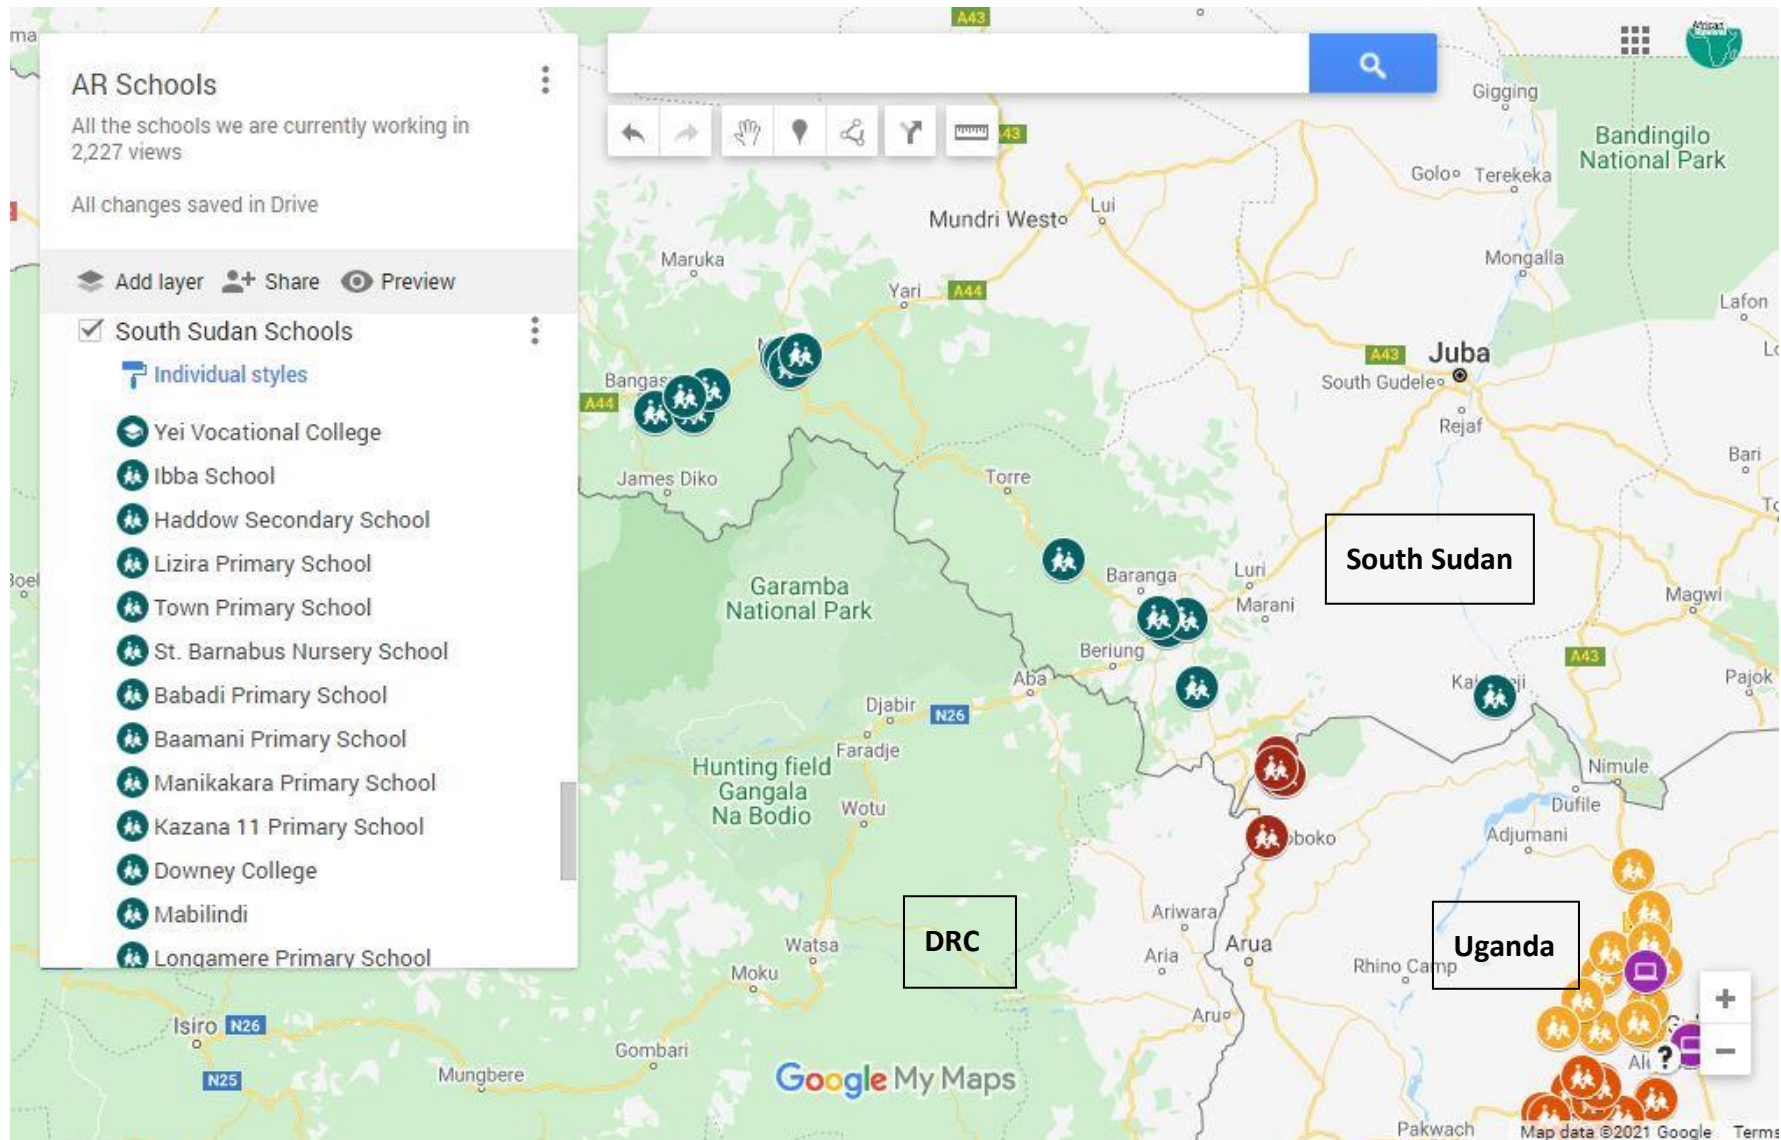 AR Schools
All the schools we are currently working in
2,227 views
All changes saved in Drive
Add layer
Share
Preview
South Sudan Schools
Individual styles
Yei Vocational College
Ibba School
Haddow Secondary School
Lizira Primary School
Town Primary School
St. Barnabus Nursery School
Babadi Primary School
Baamani Primary School
Manikakara Primary School
Kazana 11 Primary School
Downey College
Mabilindi
Longamere Primary School
A43
43
African
Gigging
Bandingilo
National Park
Golo
Terekeka
Mundri West
Lui
Maruka
Mongalla
Yari
A44
Lafon
A43
Juba
South Gudele
Rejaf
A44
James Diko
Torre
Bari
South Sudan
Garamba
National Park
Baranga
Luri
Marani
Magwi
Beriung
A43
Aba
Pajok
Djabir
N26
Faradje
Hunting field
Gangala
Na Bodio
Wotu
Nimule
Dufile
Adjumani
oboko
Ariwara
DRC
Uganda
Watsa
Aria
Arua
Rhino Camp
Moku
Aru
Isiro
N26
Gombari
N25
Mungbere
Google My Maps
?
Pakwach
Map data ©2021 Google
Terms